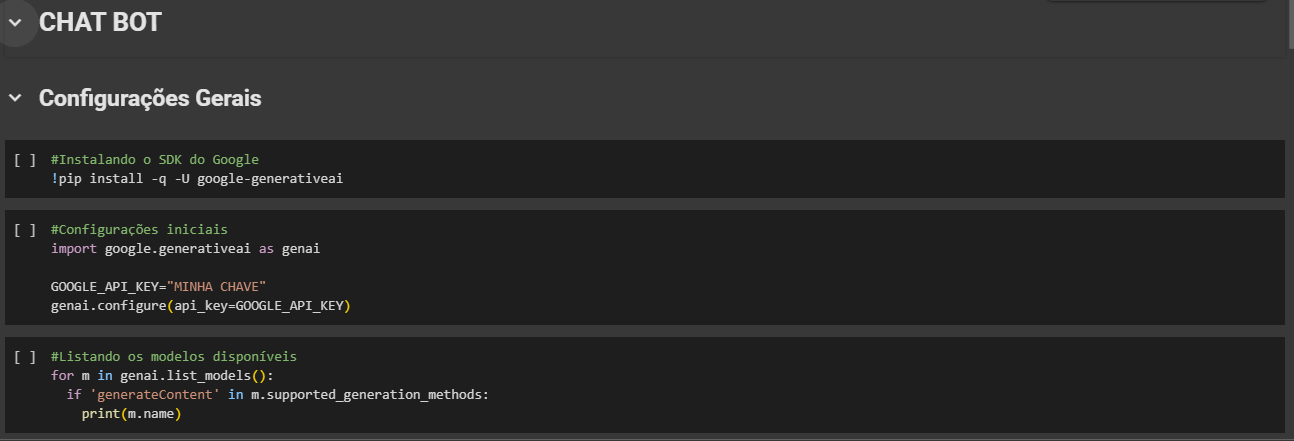 CHAT BOT
Configurações Gerais
[ ] #Instalando o SDK do Google
!pip install -q -U google-generativeai
[ ] #Configurações iniciais
import google.generativeai as genai
GOOGLE_API_KEY="MINHA CHAVE"
genai.configure(api_key=GOOGLE_API_KEY)
[ ] #Listando os modelos disponíveis
for m in genai.list_models():
  if 'generateContent' in m.supported_generation_methods:
    print(m.name)